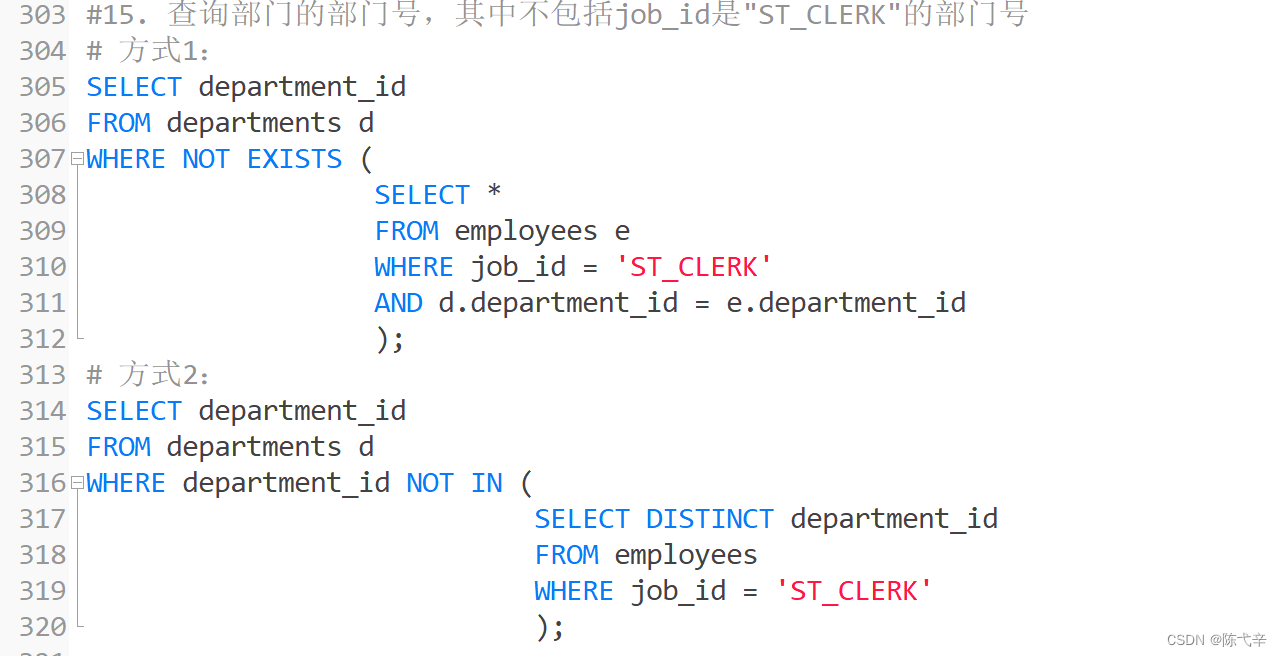 303 #15. 查询部门的部门号，其中不包括job_id是"ST_CLERK"的部门号
304 # 方式1：
305 SELECT department_id
306 FROM departments d
307 WHERE NOT EXISTS (
308 SELECT *
309 FROM employees e
310 WHERE job_id = 'ST_CLERK'
311 AND d.department_id = e.department_id
312 );
313 # 方式2：
314 SELECT department_id
315 FROM departments d
316 WHERE department_id NOT IN (
317 SELECT DISTINCT department_id
318 FROM employees
319 WHERE job_id = 'ST_CLERK'
320 );
CSDN @陈弋辛